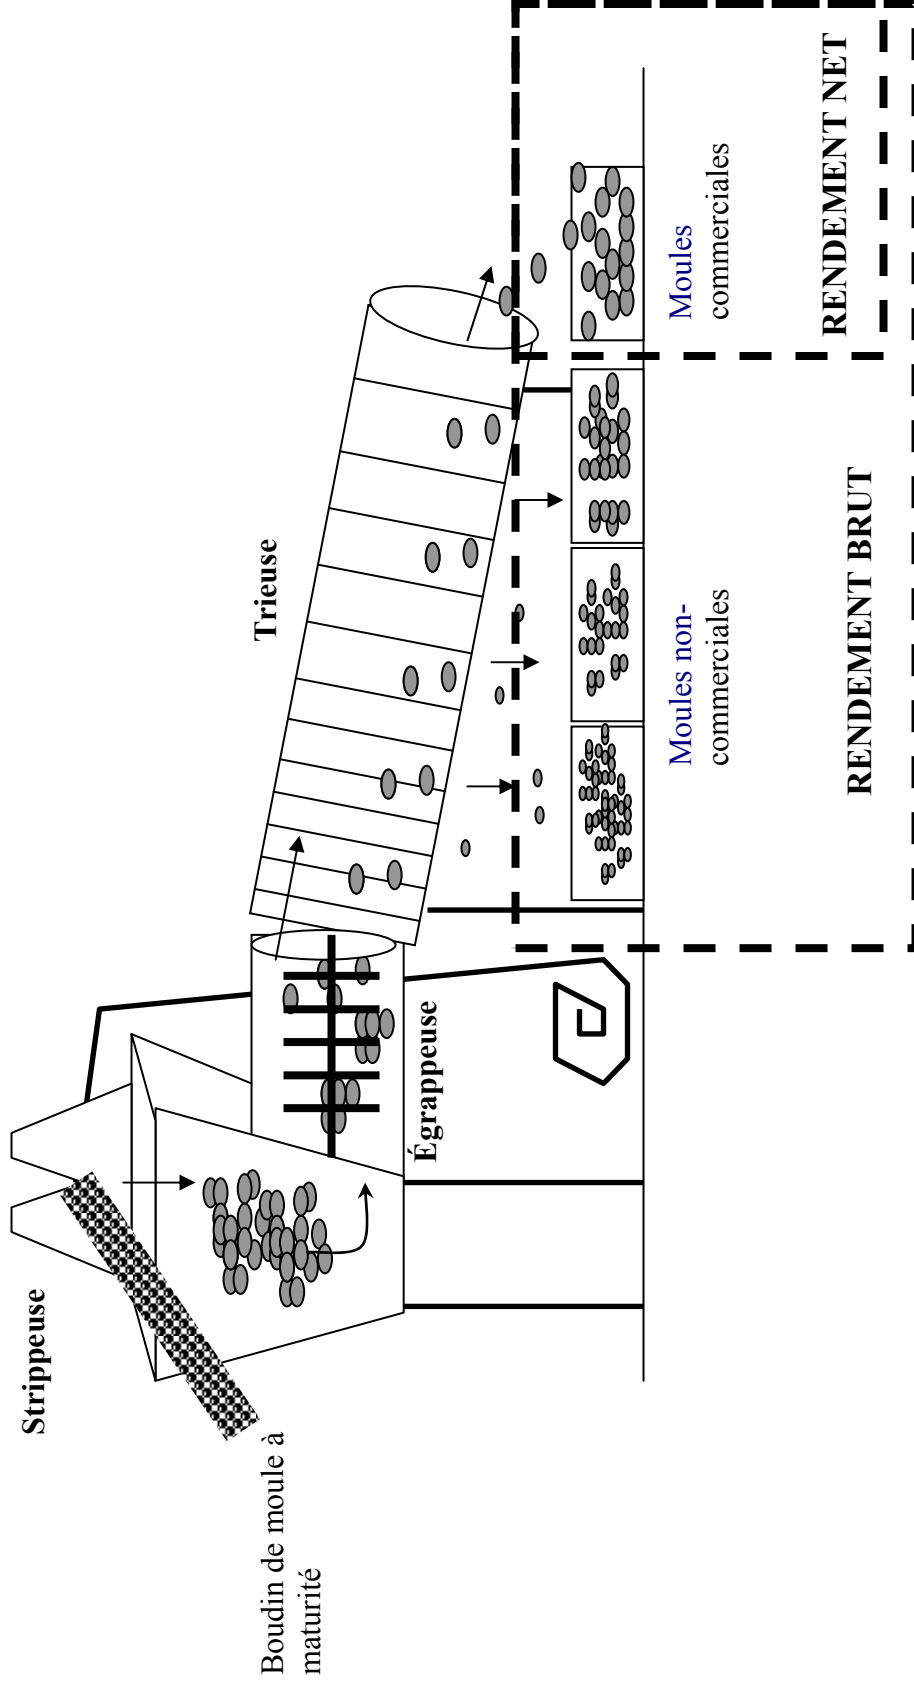 Strippeuse
Boudin de moule à
maturité
Égrappeuse
Trieuse
Moules non-
commerciales
Moules
commerciales
RENDEMENT BRUT
RENDEMENT NET